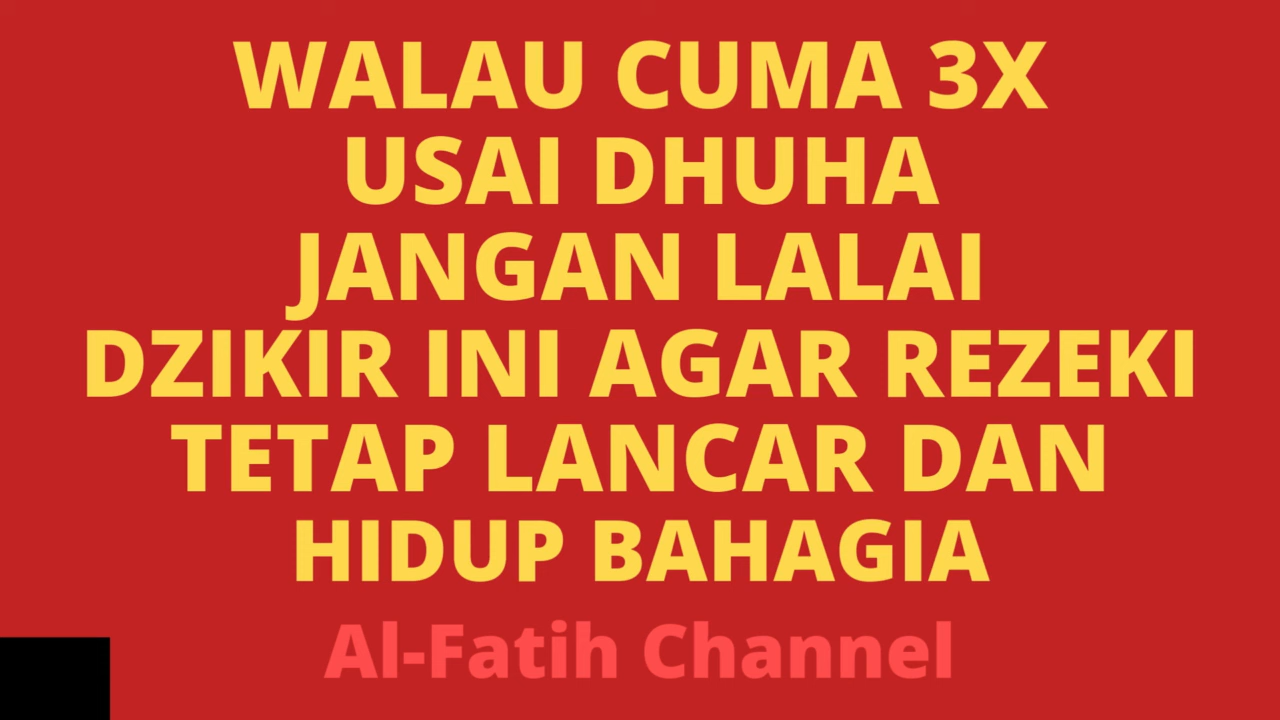 WALAU CUMA 3X
USAI DHUHA
JANGAN LALAI
DZIKIR INI AGAR REZEKI
TETAP LANCAR DAN
HIDUP BAHAGIA
Al-Fatih Channel